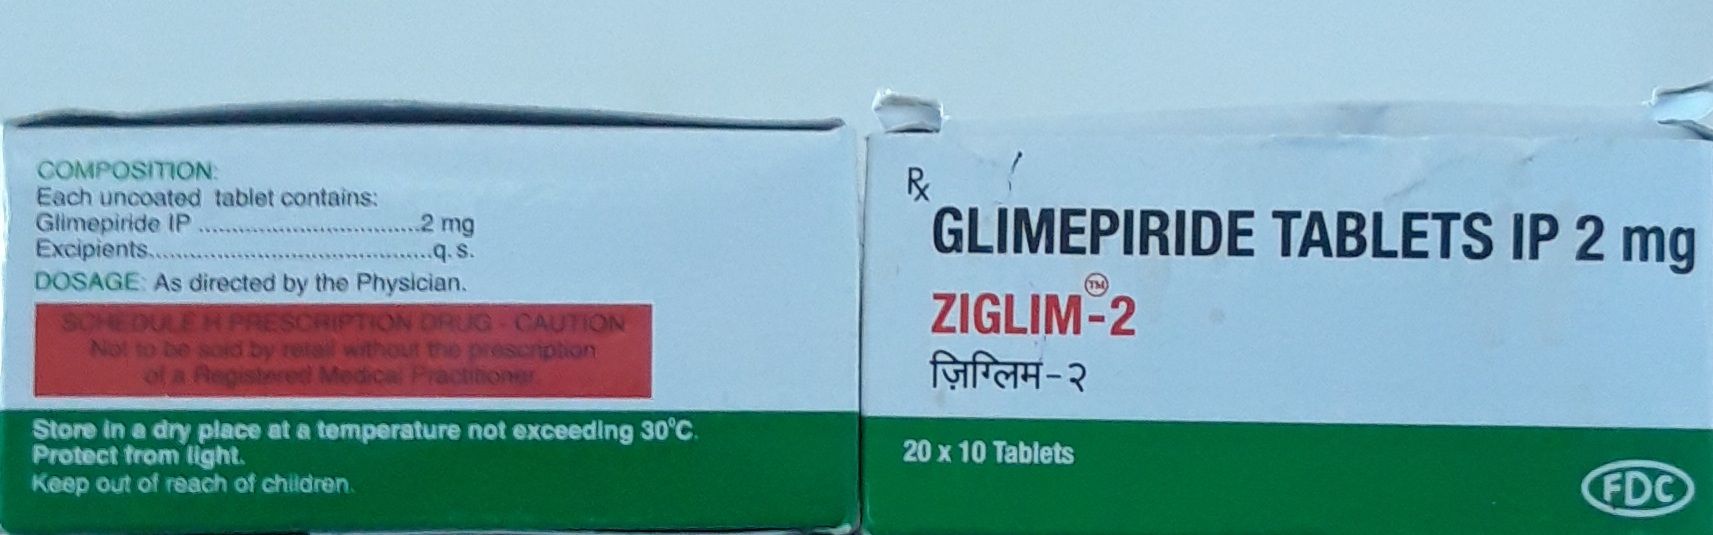 COMPOSITION:
Each uncoated tablet contains:
Glimepiride IP ..................................2 mg
Excipients...........................................q. s.
DOSAGE: As directed by the Physician.
SCHEDULE H PRESCRIPTION DRUG - CAUTION
Not to be sold by retail without the prescription
of a Registered Medical Practitioner.
Store in a dry place at a temperature not exceeding 30°C.
Protect from light.
Keep out of reach of children.
Rx
GLIMEPIRIDE TABLETS IP 2 mg
ZIGLIM™-2
ज़िग्लिम-२
20 x 10 Tablets
FDC